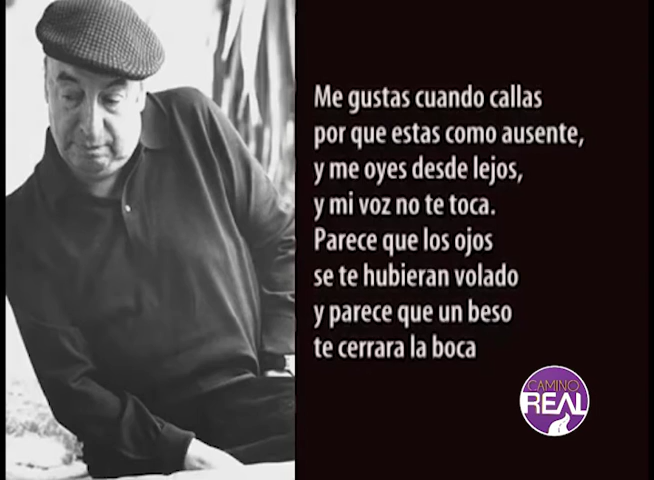 Me gustas cuando callas
por que estas como ausente,
y me oyes desde lejos,
y mi voz no te toca.
Parece que los ojos
se te hubieran volado
y parece que un beso
te cerrara la boca
CAMINO
REAL